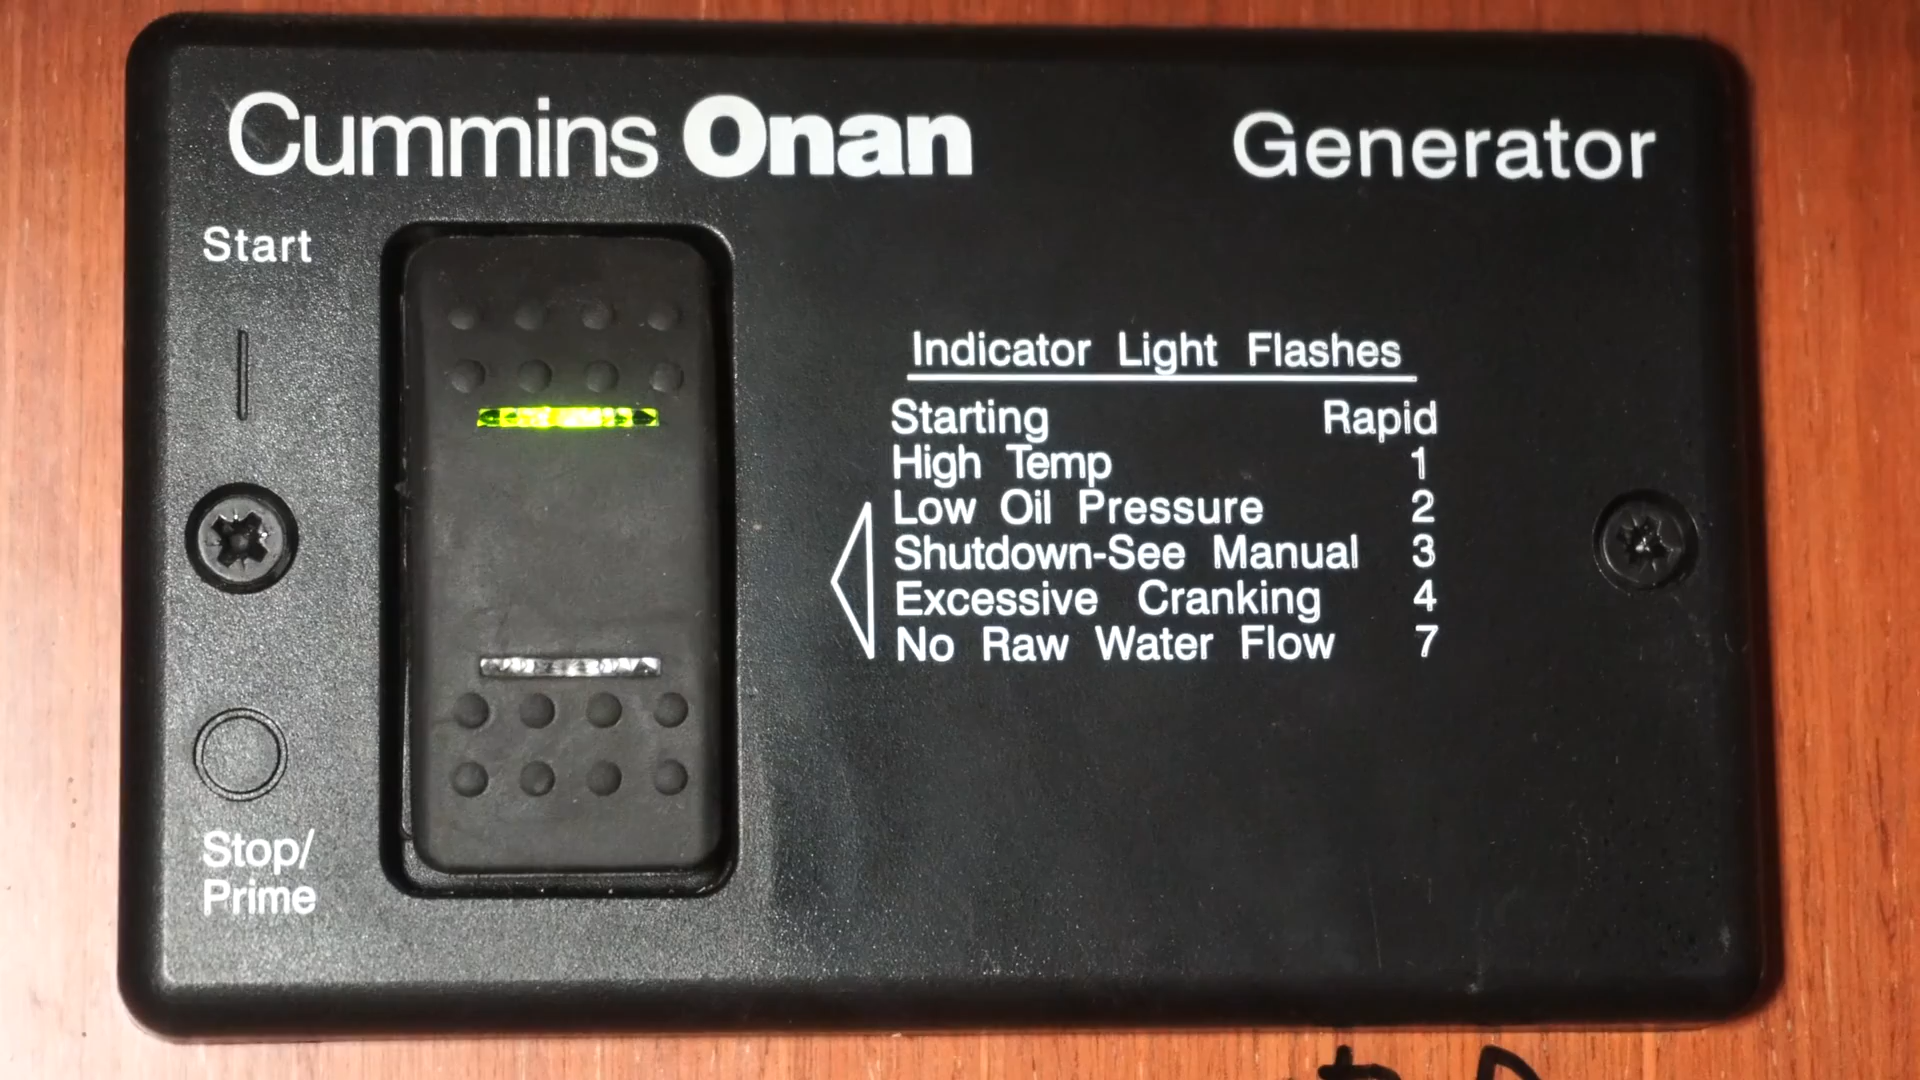 Cummins Onan Generator
Start
Stop/
Prime
Indicator Light Flashes
Starting Rapid
High Temp 1
Low Oil Pressure 2
Shutdown-See Manual 3
Excessive Cranking 4
No Raw Water Flow 7